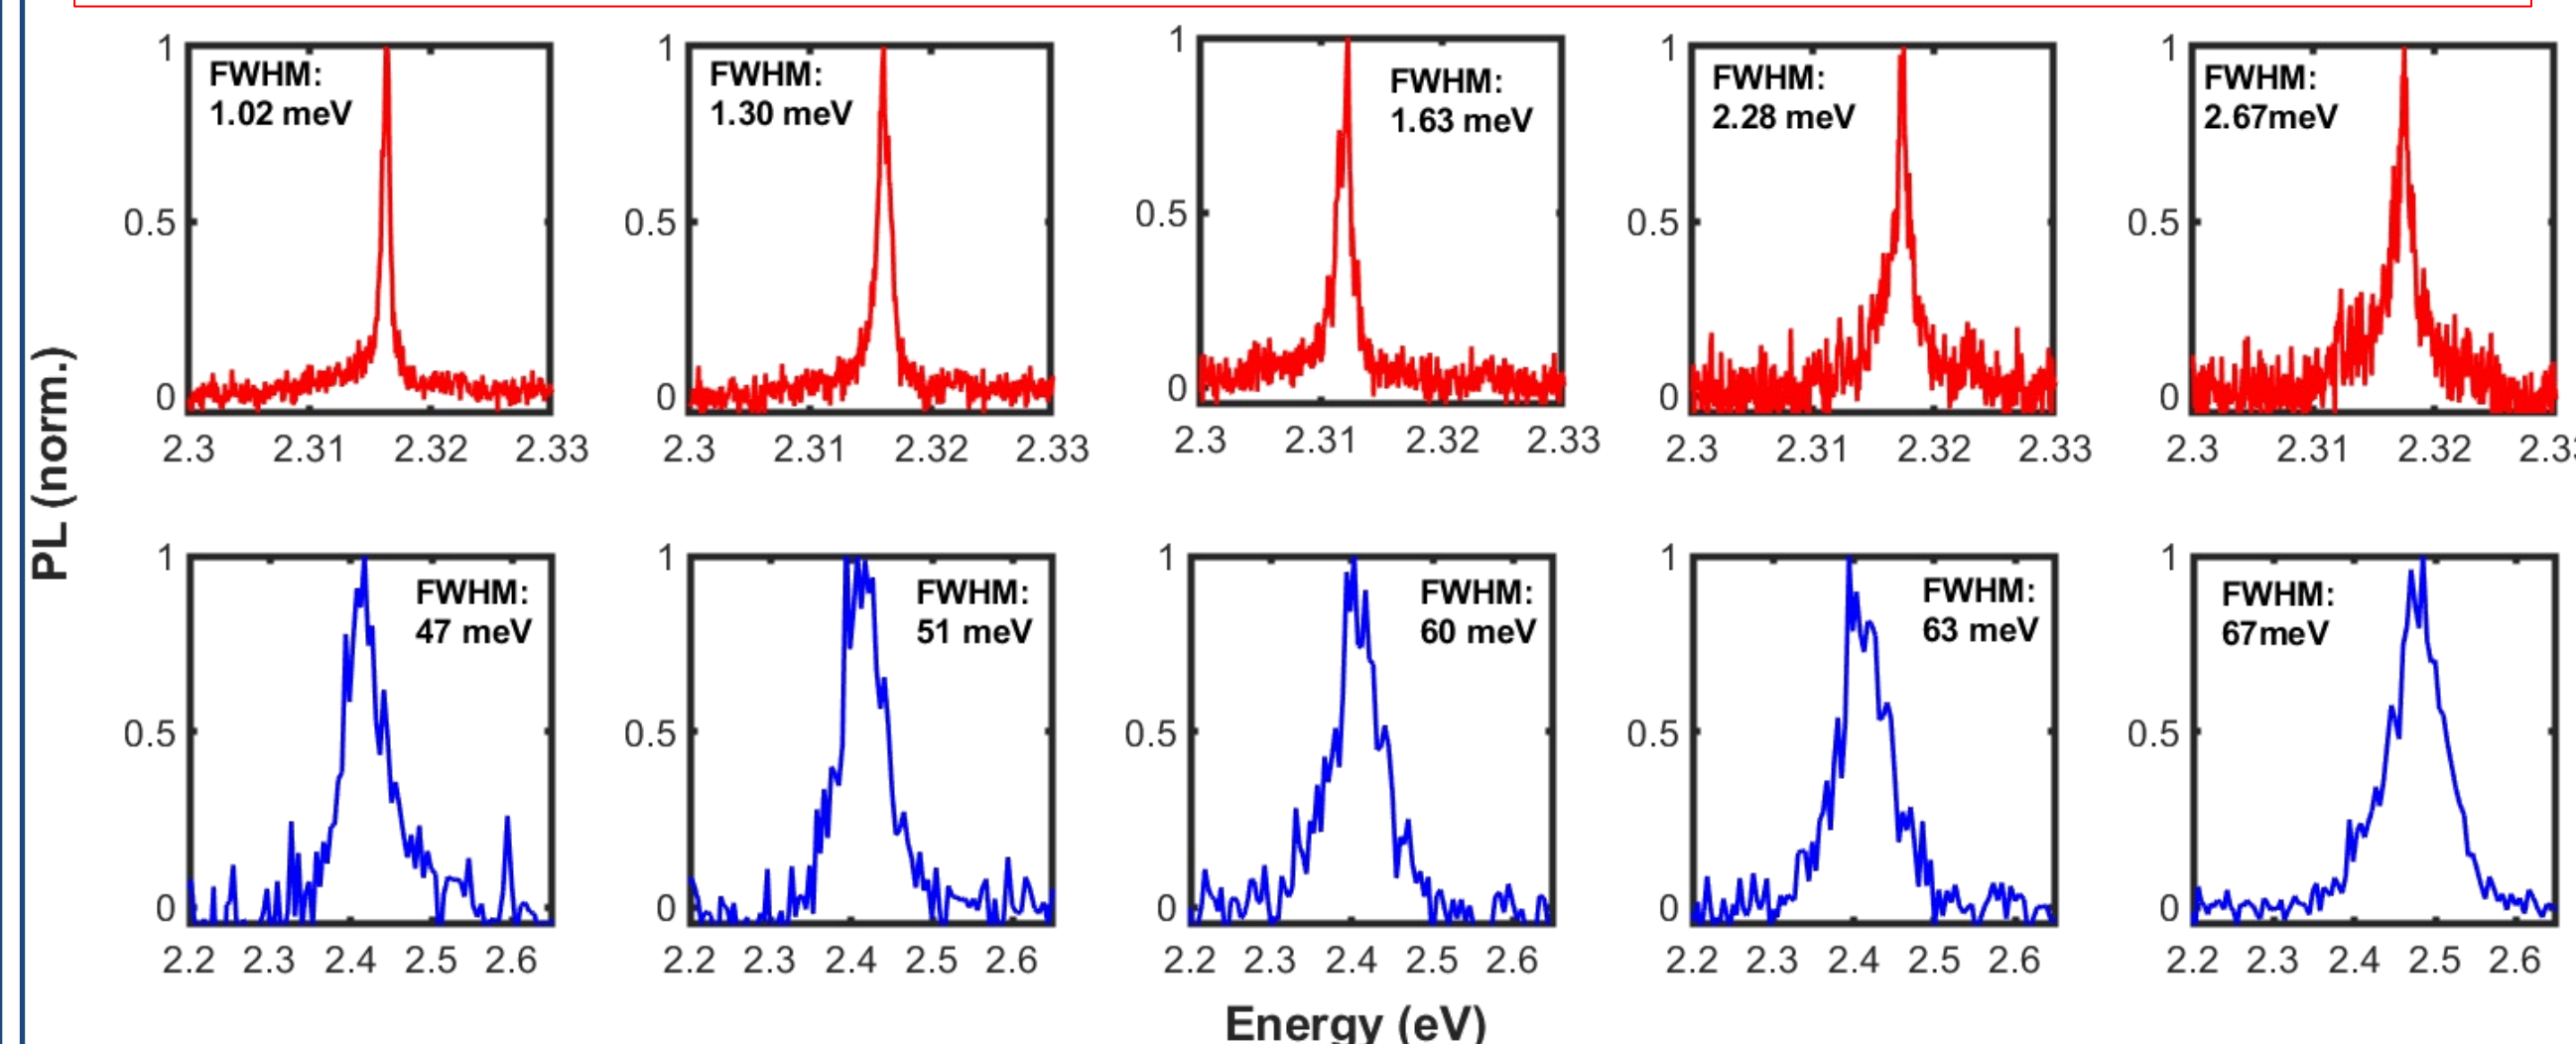 PL (norm.)
1
0.5
0
FWHM:
1.02 meV
2.3 2.31 2.32 2.33
1
0.5
0
FWHM:
1.30 meV
2.3 2.31 2.32 2.33
1
0.5
0
FWHM:
1.63 meV
2.3 2.31 2.32 2.33
1
0.5
0
FWHM:
2.28 meV
2.3 2.31 2.32 2.33
1
0.5
0
FWHM:
2.67meV
2.3 2.31 2.32
1
0.5
0
FWHM:
47 meV
2.2 2.3 2.4 2.5 2.6
1
0.5
0
FWHM:
51 meV
2.2 2.3 2.4 2.5 2.6
1
0.5
0
FWHM:
60 meV
2.2 2.3 2.4 2.5 2.6
1
0.5
0
FWHM:
63 meV
2.2 2.3 2.4 2.5 2.6
1
0.5
0
FWHM:
67meV
2.2 2.3 2.4 2.5 2.6
Energy (eV)